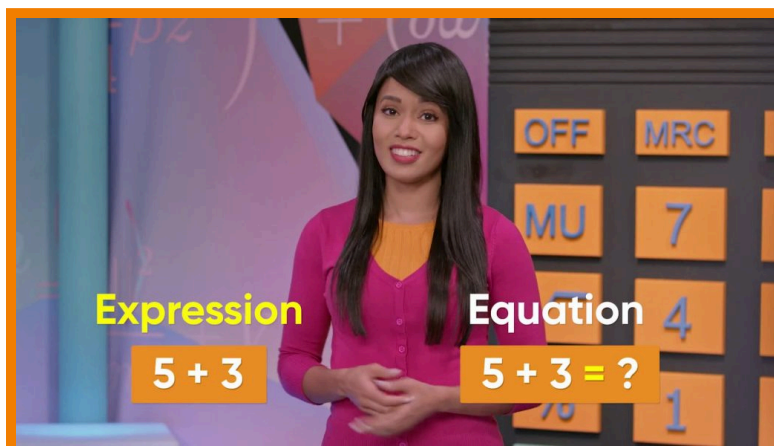 OFF MRC
MU 7
4
Expression Equation
5 + 3 5 + 3 = ?
% 1